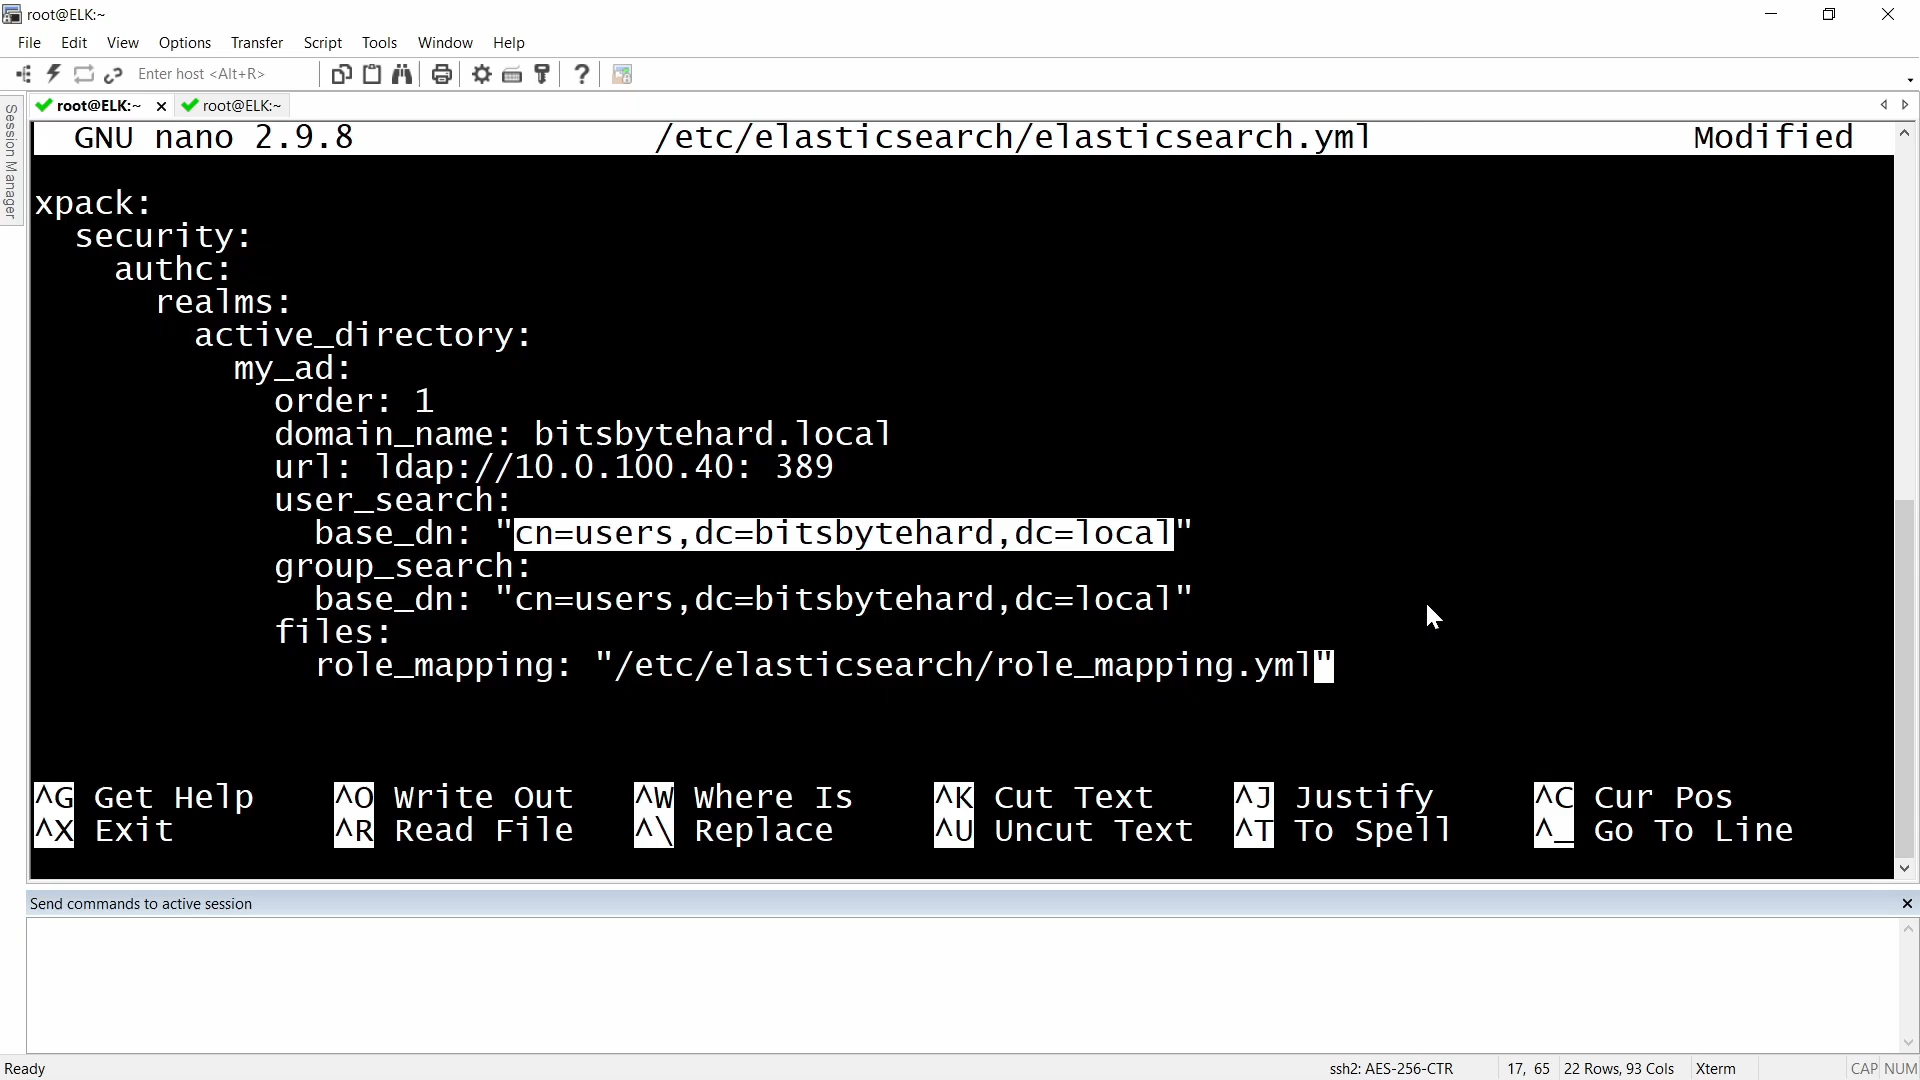 root@ELK:~
File Edit View Options Transfer Script Tools Window Help
Enter host <Alt+R>
root@ELK:~ root@ELK:~
Session Manager
GNU nano 2.9.8 /etc/elasticsearch/elasticsearch.yml Modified
xpack:
  security:
    authc:
      realms:
        active_directory:
          my_ad:
            order: 1
            domain_name: bitsbytehard.local
            url: ldap://10.0.100.40: 389
            user_search:
              base_dn: "cn=users,dc=bitsbytehard,dc=local"
            group_search:
              base_dn: "cn=users,dc=bitsbytehard,dc=local"
            files:
              role_mapping: "/etc/elasticsearch/role_mapping.yml"
^G Get Help ^O Write Out ^W Where Is ^K Cut Text ^J Justify ^C Cur Pos
^X Exit ^R Read File ^\ Replace ^U Uncut Text ^T To Spell ^_ Go To Line
Send commands to active session
Ready ssh2: AES-256-CTR 17, 65 22 Rows, 93 Cols Xterm CAP NUM